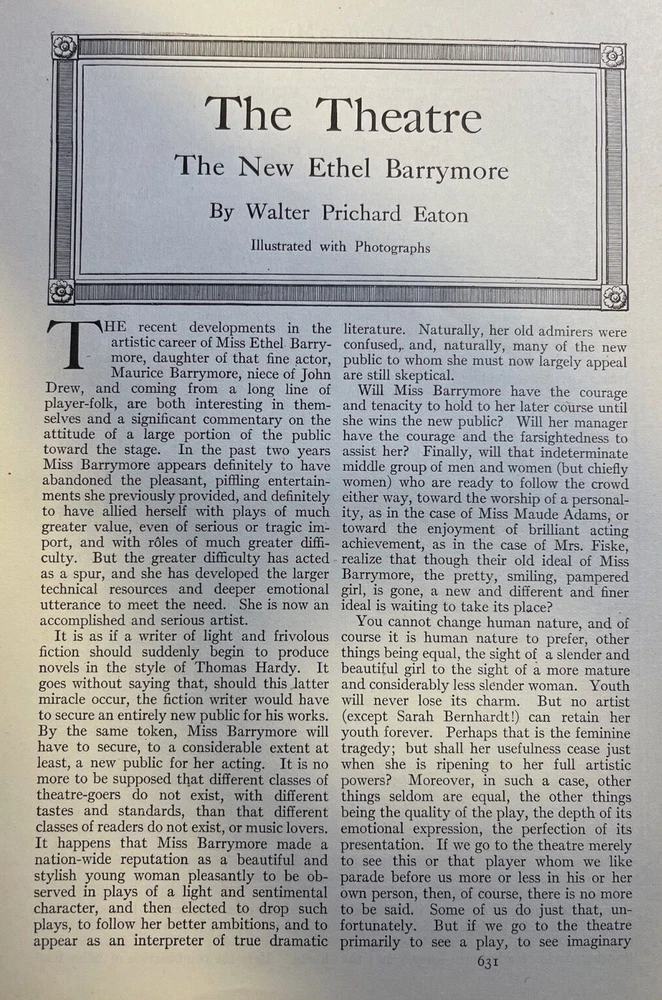 The Theatre
The New Ethel Barrymore
By Walter Prichard Eaton
Illustrated with Photographs
THE recent developments in the
artistic career of Miss Ethel Barry-
more, daughter of that fine actor,
Maurice Barrymore, niece of John
Drew, and coming from a long line of
player-folk, are both interesting in them-
selves and a significant commentary on the
attitude of a large portion of the public
toward the stage. In the past two years
Miss Barrymore appears definitely to have
abandoned the pleasant, piffling entertain-
ments she previously provided, and definitely
to have allied herself with plays of much
greater value, even of serious or tragic im-
port, and with rôles of much greater diffi-
culty. But the greater difficulty has acted
as a spur, and she has developed the larger
technical resources and deeper emotional
utterance to meet the need. She is now an
accomplished and serious artist.
It is as if a writer of light and frivolous
fiction should suddenly begin to produce
novels in the style of Thomas Hardy. It
goes without saying that, should this latter
miracle occur, the fiction writer would have
to secure an entirely new public for his works.
By the same token, Miss Barrymore will
have to secure, to a considerable extent at
least, a new public for her acting. It is no
more to be supposed that different classes of
theatre-goers do not exist, with different
tastes and standards, than that different
classes of readers do not exist, or music lovers.
It happens that Miss Barrymore made a
nation-wide reputation as a beautiful and
stylish young woman pleasantly to be ob-
served in plays of a light and sentimental
character, and then elected to drop such
plays, to follow her better ambitions, and to
appear as an interpreter of true dramatic
literature. Naturally, her old admirers were
confused, and, naturally, many of the new
public to whom she must now largely appeal
are still skeptical.
Will Miss Barrymore have the courage
and tenacity to hold to her later course until
she wins the new public? Will her manager
have the courage and the farsightedness to
assist her? Finally, will that indeterminate
middle group of men and women (but chiefly
women) who are ready to follow the crowd
either way, toward the worship of a personal-
ity, as in the case of Miss Maude Adams, or
toward the enjoyment of brilliant acting
achievement, as in the case of Mrs. Fiske,
realize that though their old ideal of Miss
Barrymore, the pretty, smiling, pampered
girl, is gone, a new and different and finer
ideal is waiting to take its place?
You cannot change human nature, and of
course it is human nature to prefer, other
things being equal, the sight of a slender and
beautiful girl to the sight of a more mature
and considerably less slender woman. Youth
will never lose its charm. But no artist
(except Sarah Bernhardt!) can retain her
youth forever. Perhaps that is the feminine
tragedy; but shall her usefulness cease just
when she is ripening to her full artistic
powers? Moreover, in such a case, other
things seldom are equal, the other things
being the quality of the play, the depth of its
emotional expression, the perfection of its
presentation. If we go to the theatre merely
to see this or that player whom we like
parade before us more or less in his or her
own person, then, of course, there is no more
to be said. Some of us do just that, un-
fortunately. But if we go to the theatre
primarily to see a play, to see imaginary
631